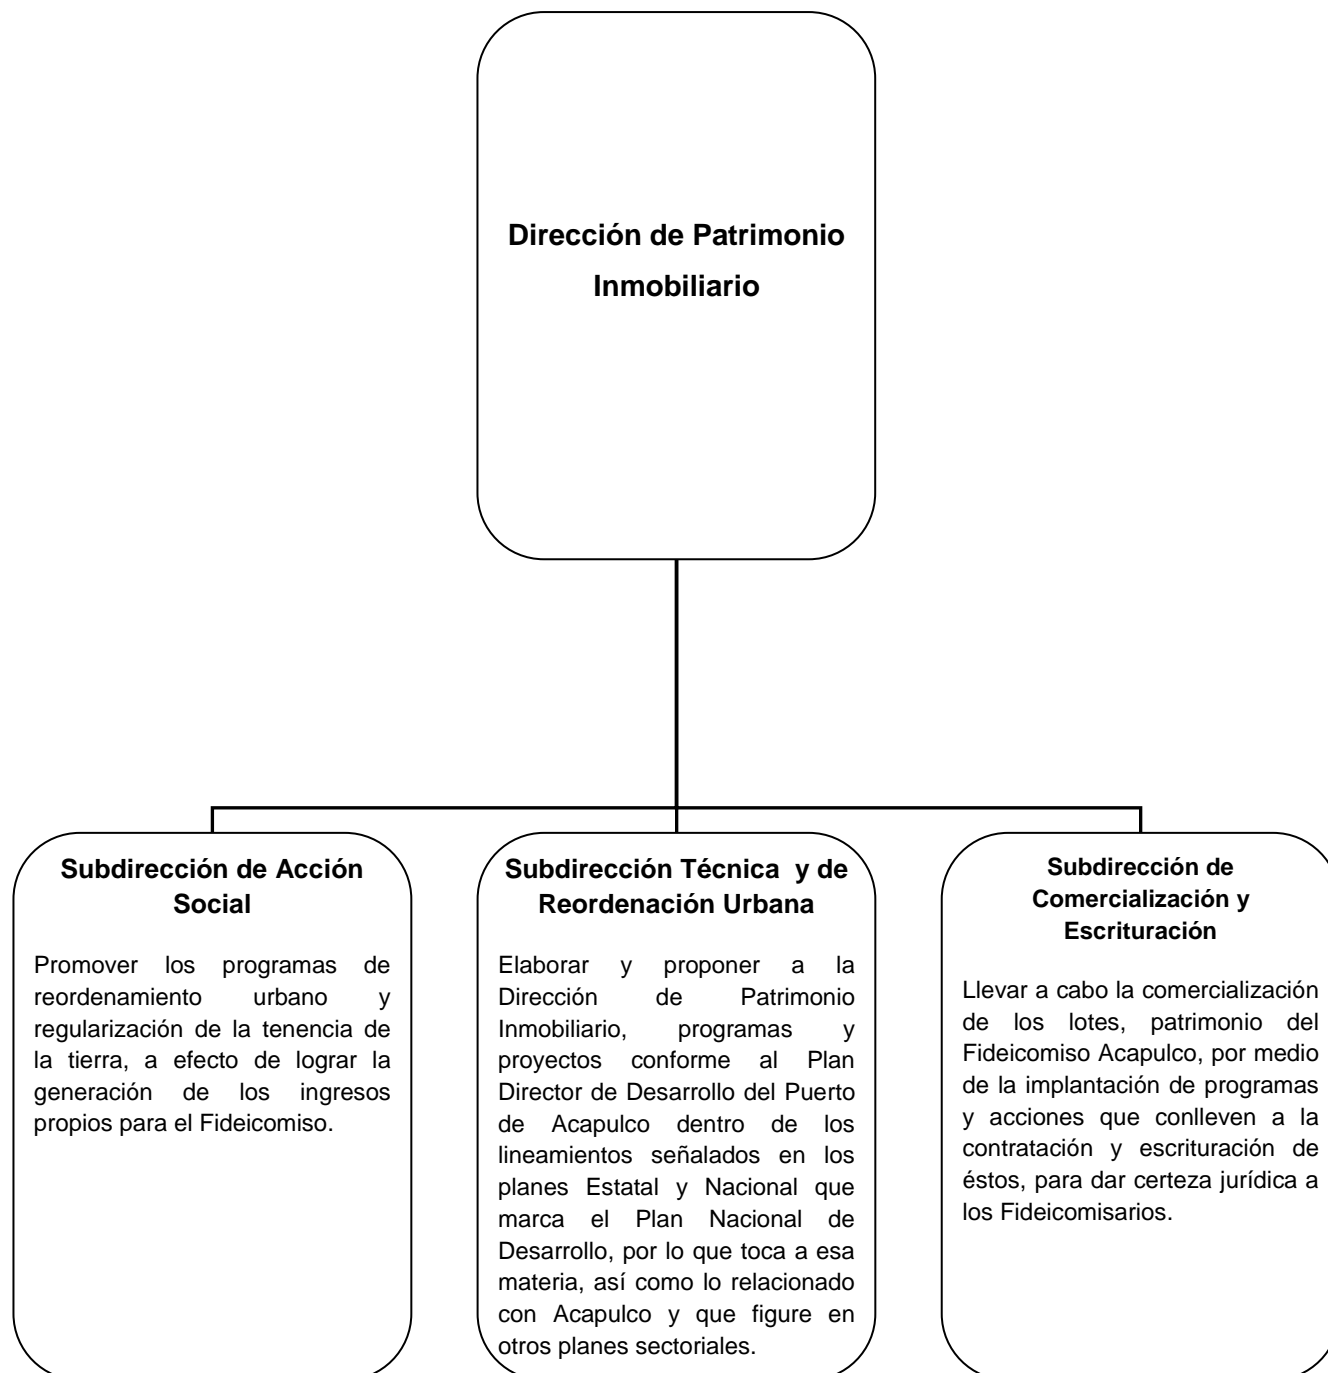 Dirección de Patrimonio
Inmobiliario
Subdirección de Acción
Social
Promover los programas de
reordenamiento urbano y
regularización de la tenencia de
la tierra, a efecto de lograr la
generación de los ingresos
propios para el Fideicomiso.
Subdirección Técnica y de
Reordenación Urbana
Elaborar y proponer a la
Dirección de Patrimonio
Inmobiliario, programas y
proyectos conforme al Plan
Director de Desarrollo del Puerto
de Acapulco dentro de los
lineamientos señalados en los
planes Estatal y Nacional que
marca el Plan Nacional de
Desarrollo, por lo que toca a esa
materia, así como lo relacionado
con Acapulco y que figure en
otros planes sectoriales.
Subdirección de
Comercialización y
Escrituración
Llevar a cabo la comercialización
de los lotes, patrimonio del
Fideicomiso Acapulco, por medio
de la implantación de programas
y acciones que conlleven a la
contratación y escrituración de
éstos, para dar certeza jurídica a
los Fideicomisarios.